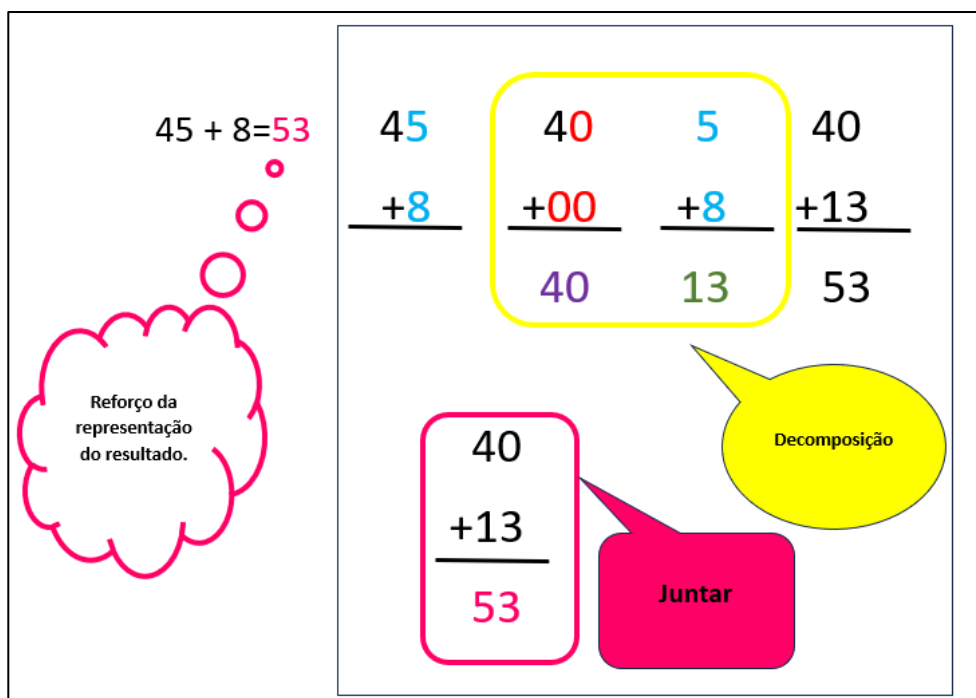 45 + 8=53
45 40 5 40
+8 +00 +8 +13
40 13 53
Reforço da
representação
do resultado.
Decomposição
40
+13
53
Juntar